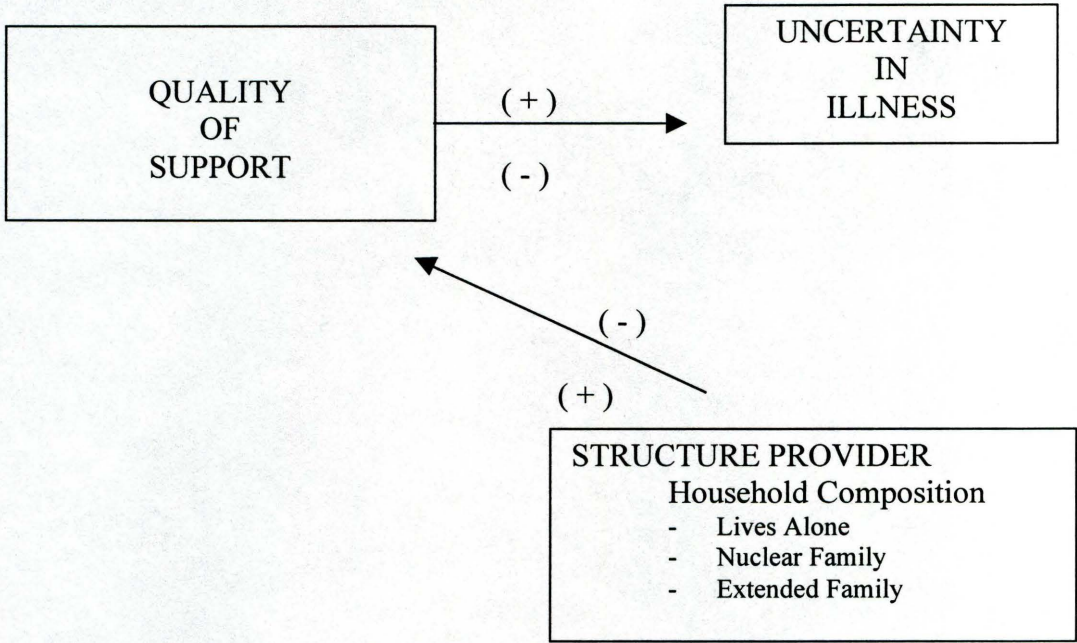 QUALITY
OF
SUPPORT
( + )
( - )
UNCERTAINTY
IN
ILLNESS
( - )
( + )
STRUCTURE PROVIDER
Household Composition
- Lives Alone
- Nuclear Family
- Extended Family